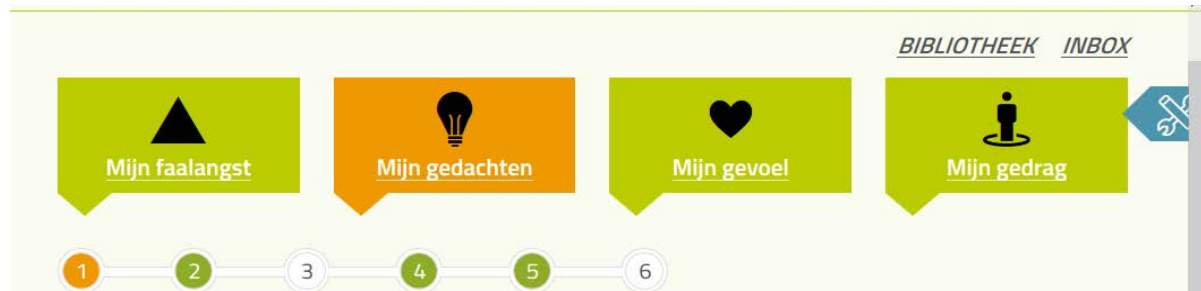 BIBLIOTHEEK INBOX
Mijn faalangst Mijn gedachten Mijn gevoel Mijn gedrag
1 2 3 4 5 6